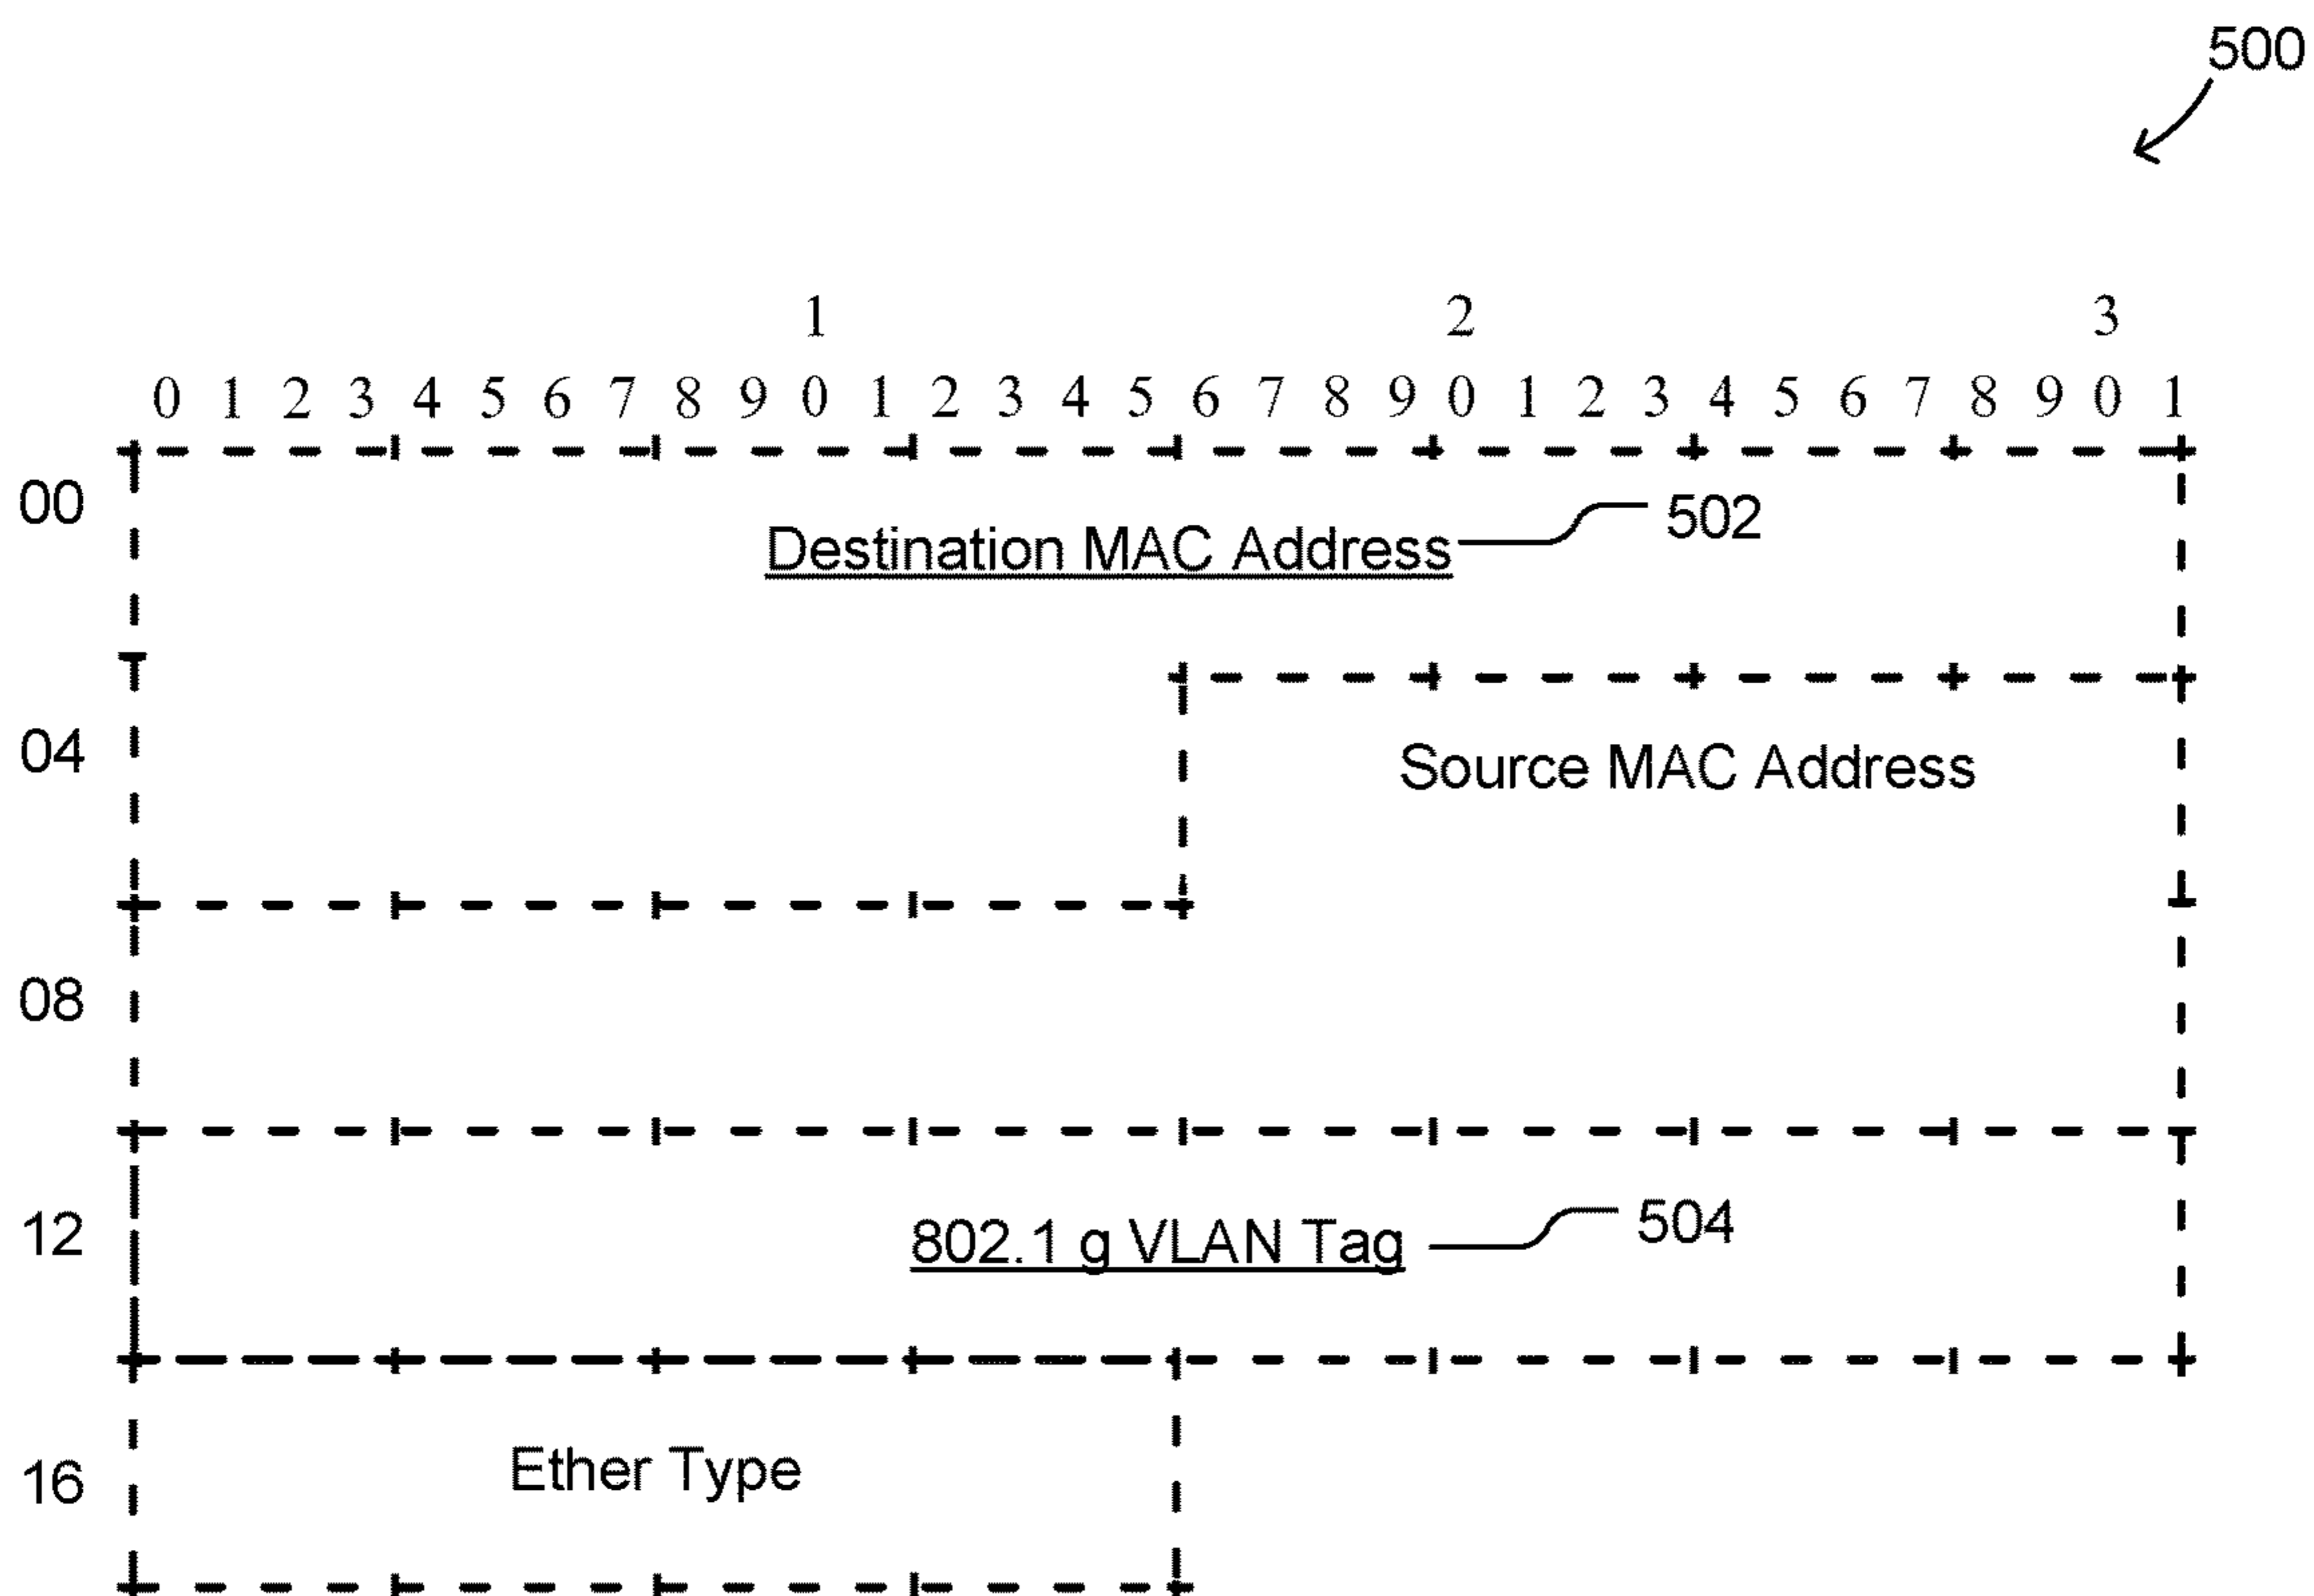 500
1 2 3
0 1 2 3 4 5 6 7 8 9 0 1 2 3 4 5 6 7 8 9 0 1 2 3 4 5 6 7 8 9 0 1
00
Destination MAC Address 502
04
Source MAC Address
08
12
802.1 g VLAN Tag 504
16
Ether Type